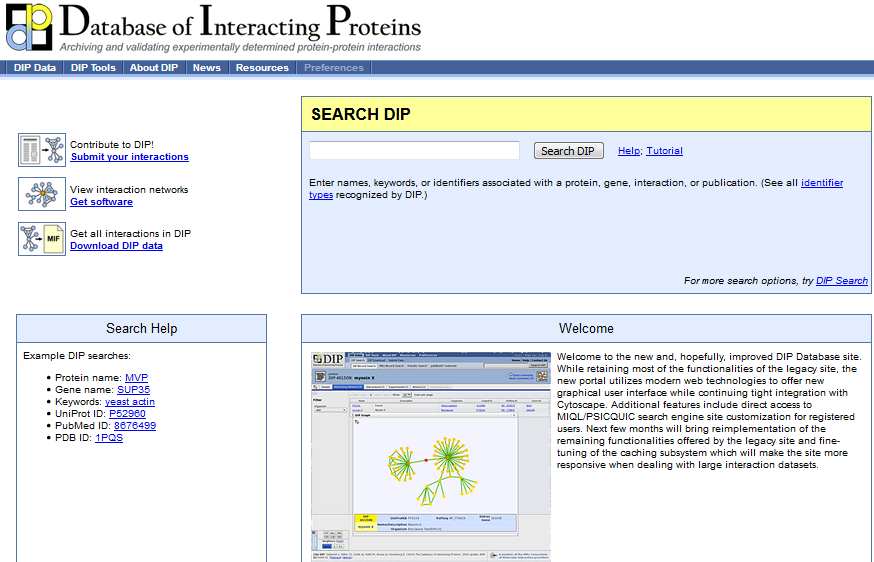 Database of Interacting Proteins
Archiving and validating experimentally determined protein-protein interactions
DIP Data DIP Tools About DIP News Resources Preferences
Contribute to DIP!
Submit your interactions
View interaction networks
Get software
MIF
Get all interactions in DIP
Download DIP data
SEARCH DIP
Search DIP Help; Tutorial
Enter names, keywords, or identifiers associated with a protein, gene, interaction, or publication. (See all identifier
types recognized by DIP.)
For more search options, try DIP Search
Search Help
Example DIP searches:
• Protein name: MVP
• Gene name: SUP35
• Keywords: yeast actin
• UniProt ID: P52960
• PubMed ID: 8676499
• PDB ID: 1PQS
Welcome
DIP
Welcome to the new and, hopefully, improved DIP Database site.
While retaining most of the functionalities of the legacy site, the
new portal utilizes modern web technologies to offer new
graphical user interface while continuing tight integration with
Cytoscape. Additional features include direct access to
MIQL/PSICQUIC search engine site customization for registered
users. Next few months will bring reimplementation of the
remaining functionalities offered by the legacy site and fine-
tuning of the caching subsystem which will make the site more
responsive when dealing with large interaction datasets.